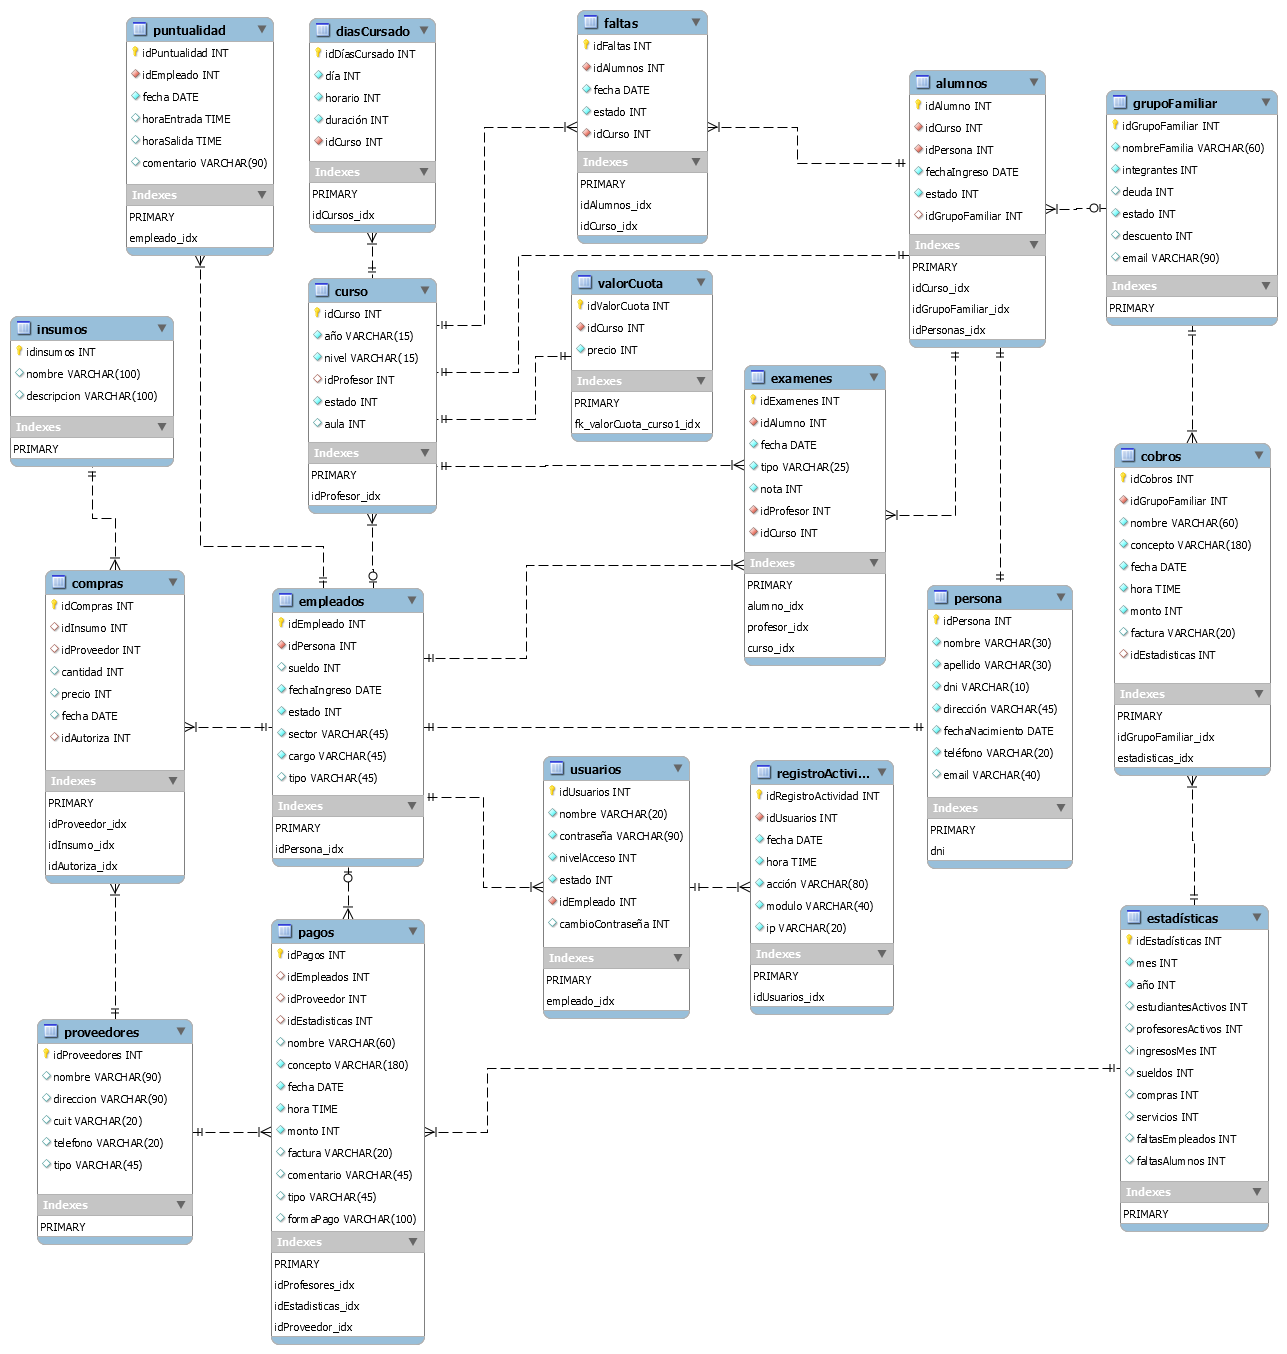 puntualidad
idPuntualidad INT
idEmpleado INT
fecha DATE
horaEntrada TIME
horaSalida TIME
comentario VARCHAR(90)
Indexes
PRIMARY
empleado_idx
diasCursado
idDíasCursado INT
día INT
horario INT
duración INT
idCurso INT
Indexes
PRIMARY
idCursos_idx
faltas
idFaltas INT
idAlumnos INT
fecha DATE
estado INT
idCurso INT
Indexes
PRIMARY
idAlumnos_idx
idCurso_idx
alumnos
idAlumno INT
idCurso INT
idPersona INT
fechaIngreso DATE
estado INT
idGrupoFamiliar INT
Indexes
PRIMARY
idCurso_idx
idGrupoFamiliar_idx
idPersonas_idx
grupoFamiliar
idGrupoFamiliar INT
nombreFamilia VARCHAR(60)
integrantes INT
deuda INT
estado INT
descuento INT
email VARCHAR(90)
Indexes
PRIMARY
insumos
idinsumos INT
nombre VARCHAR(100)
descripcion VARCHAR(100)
Indexes
PRIMARY
curso
idCurso INT
año VARCHAR(15)
nivel VARCHAR(15)
idProfesor INT
estado INT
aula INT
Indexes
PRIMARY
idProfesor_idx
valorCuota
idValorCuota INT
idCurso INT
precio INT
Indexes
PRIMARY
fk_valorCuota_curso1_idx
examenes
idExamenes INT
idAlumno INT
fecha DATE
tipo VARCHAR(25)
nota INT
idProfesor INT
idCurso INT
Indexes
PRIMARY
alumno_idx
profesor_idx
curso_idx
cobros
idCobros INT
idGrupoFamiliar INT
nombre VARCHAR(60)
concepto VARCHAR(180)
fecha DATE
hora TIME
monto INT
factura VARCHAR(20)
idEstadisticas INT
Indexes
PRIMARY
idGrupoFamiliar_idx
estadisticas_idx
compras
idCompras INT
idInsumo INT
idProveedor INT
cantidad INT
precio INT
fecha DATE
idAutoriza INT
Indexes
PRIMARY
idProveedor_idx
idInsumo_idx
idAutoriza_idx
empleados
idEmpleado INT
idPersona INT
sueldo INT
fechaIngreso DATE
estado INT
sector VARCHAR(45)
cargo VARCHAR(45)
tipo VARCHAR(45)
Indexes
PRIMARY
idPersona_idx
persona
idPersona INT
nombre VARCHAR(30)
apellido VARCHAR(30)
dni VARCHAR(10)
dirección VARCHAR(45)
fechaNacimiento DATE
teléfono VARCHAR(20)
email VARCHAR(40)
Indexes
PRIMARY
dni
usuarios
idUsuarios INT
nombre VARCHAR(20)
contraseña VARCHAR(90)
nivelAcceso INT
estado INT
idEmpleado INT
cambioContraseña INT
Indexes
PRIMARY
empleado_idx
registroActivi...
idRegistroActividad INT
idUsuarios INT
fecha DATE
hora TIME
acción VARCHAR(80)
modulo VARCHAR(40)
ip VARCHAR(20)
Indexes
PRIMARY
idUsuarios_idx
proveedores
idProveedores INT
nombre VARCHAR(90)
direccion VARCHAR(90)
cuit VARCHAR(20)
telefono VARCHAR(20)
tipo VARCHAR(45)
Indexes
PRIMARY
pagos
idPagos INT
idEmpleados INT
idProveedor INT
idEstadisticas INT
nombre VARCHAR(60)
concepto VARCHAR(180)
fecha DATE
hora TIME
monto INT
factura VARCHAR(20)
comentario VARCHAR(45)
tipo VARCHAR(45)
formaPago VARCHAR(100)
Indexes
PRIMARY
idProfesores_idx
idEstadisticas_idx
idProveedor_idx
estadísticas
idEstadísticas INT
mes INT
año INT
estudiantesActivos INT
profesoresActivos INT
ingresosMes INT
sueldos INT
compras INT
servicios INT
faltasEmpleados INT
faltasAlumnos INT
Indexes
PRIMARY